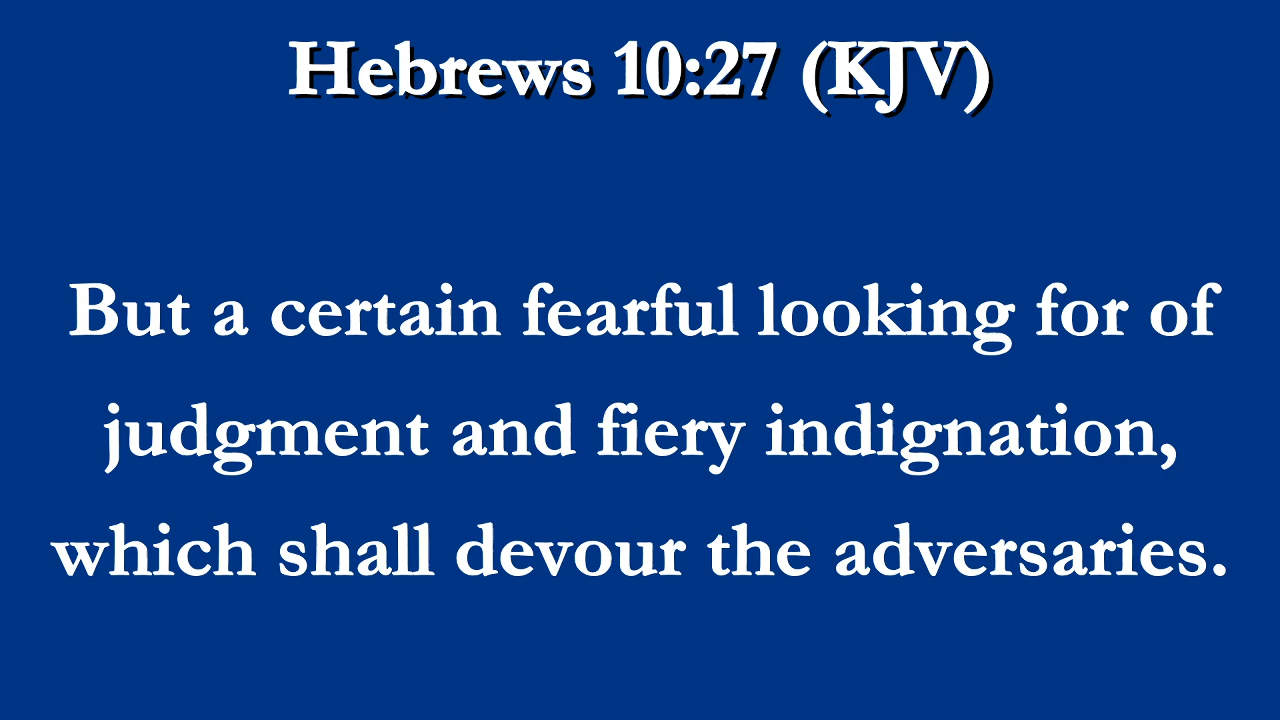 Hebrews 10:27 (KJV)
But a certain fearful looking for of
judgment and fiery indignation,
which shall devour the adversaries.